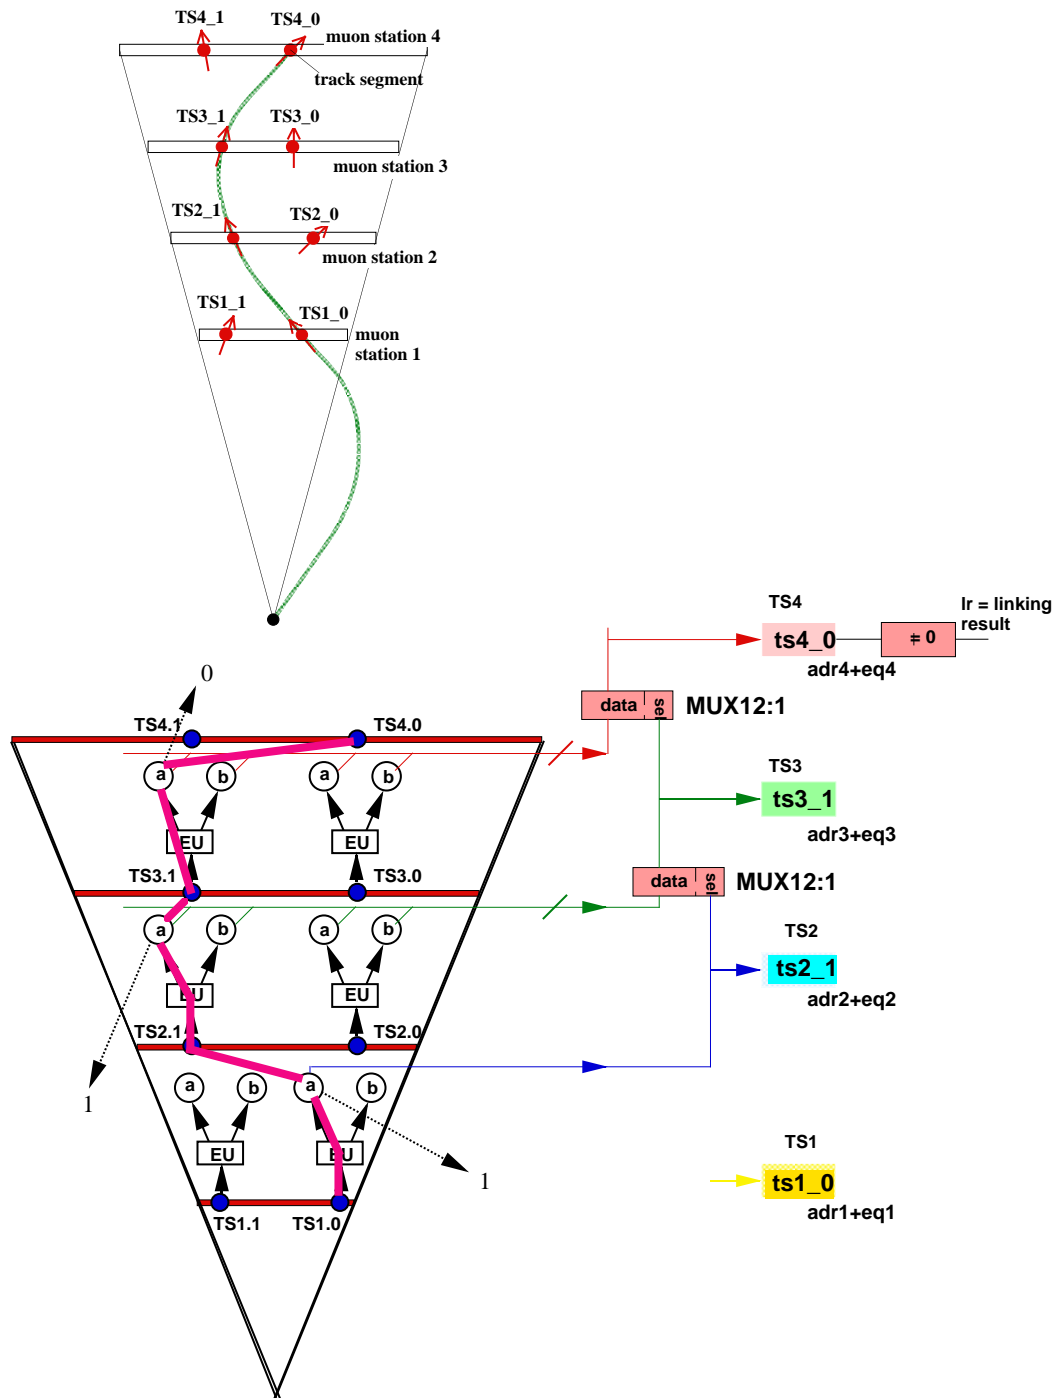 TS4_1
TS4_0
muon station 4
track segment
TS3_1
TS3_0
muon station 3
TS2_1
TS2_0
muon station 2
TS1_1
TS1_0
muon
station 1
TS4
lr = linking
result
ts4_0
≠ 0
adr4+eq4
0
data
sel
MUX12:1
TS4.1
TS4.0
a
b
a
b
TS3
ts3_1
adr3+eq3
EU
EU
TS3.1
TS3.0
data
sel
MUX12:1
a
b
a
b
TS2
ts2_1
adr2+eq2
EU
EU
TS2.1
TS2.0
a
b
a
b
1
TS1
EU
EU
1
ts1_0
adr1+eq1
TS1.1
TS1.0